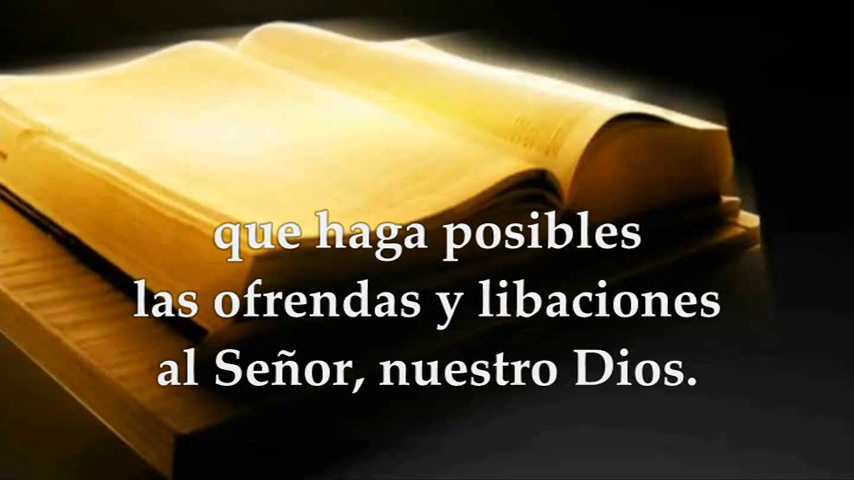 que haga posibles
las ofrendas y libaciones
al Señor, nuestro Dios.